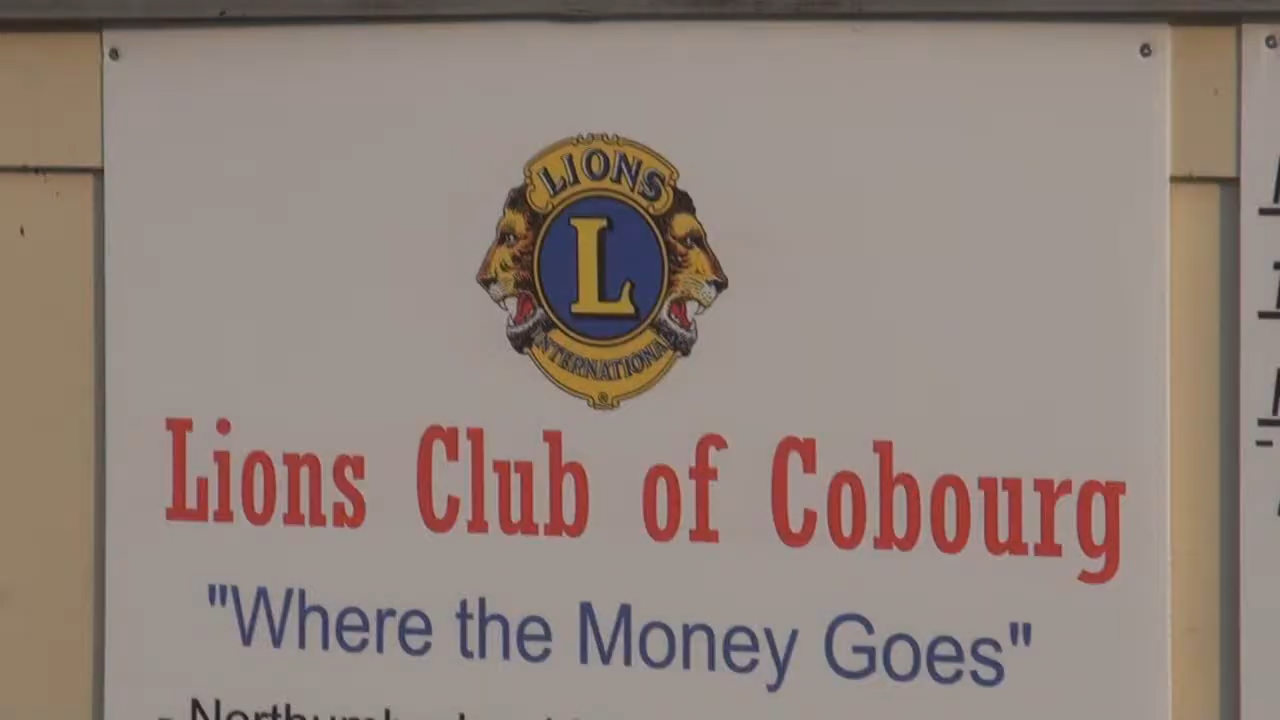 LIONS
L
INTERNATIONAL
Lions Club of Cobourg
"Where the Money Goes"